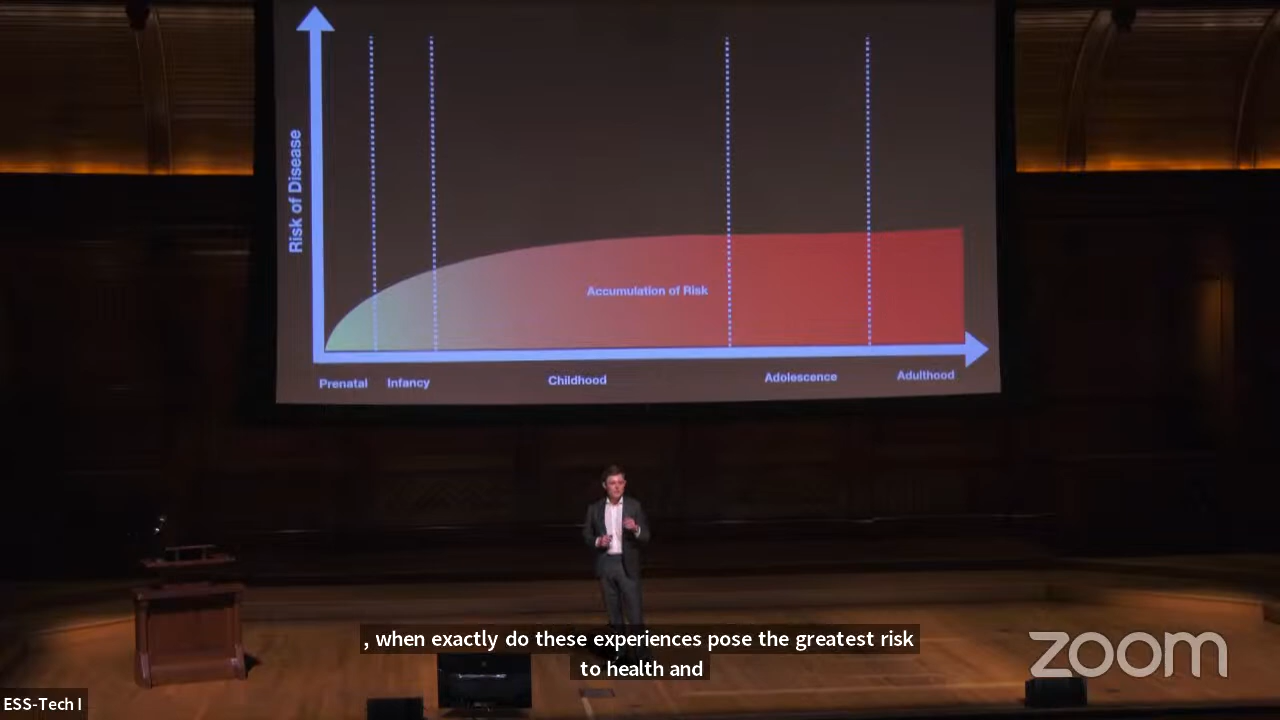 Risk of Disease
Accumulation of Risk
Prenatal Infancy Childhood Adolescence Adulthood
, when exactly do these experiences pose the greatest risk
to health and
zoom
ESS-Tech I